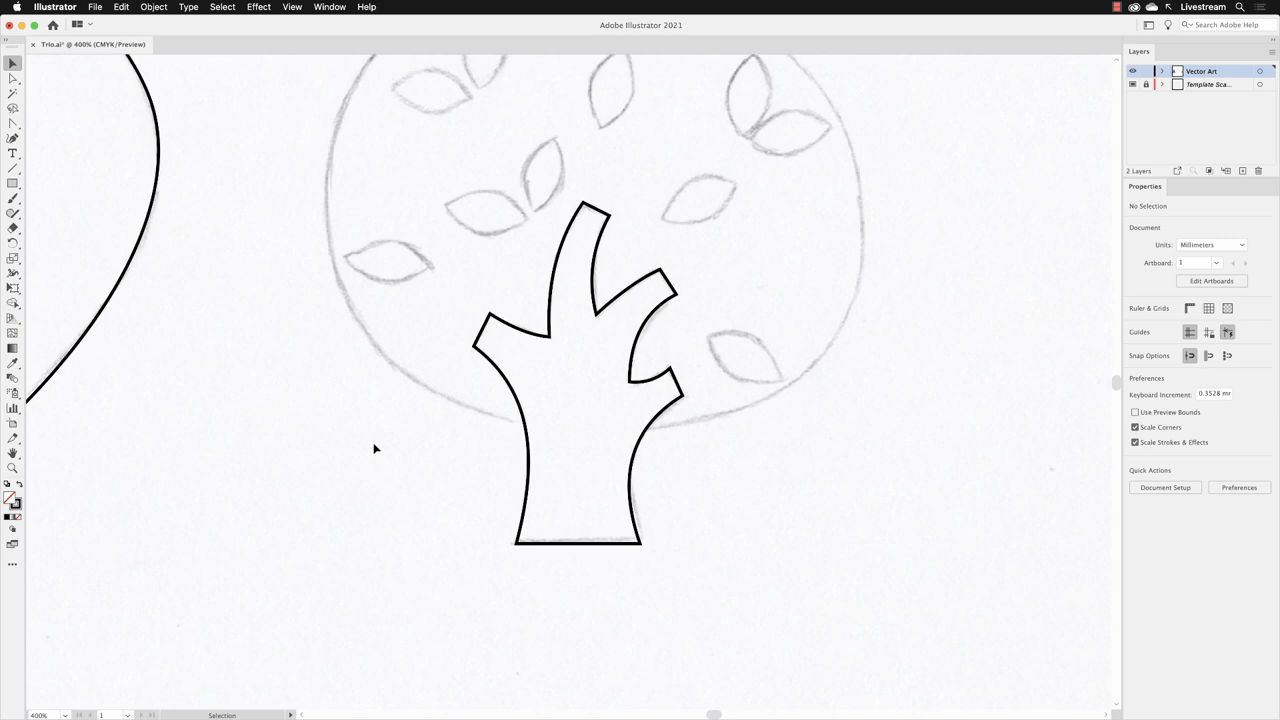 Illustrator File Edit Object Type Select Effect View Window Help
Livestream
Adobe Illustrator 2021
Search Adobe Help
× Trio.ai* @ 400% (CMYK/Preview)
Layers
Vector Art
Template Sca...
2 Layers
Properties
No Selection
Document
Units: Millimeters
Artboard: 1
Edit Artboards
Ruler & Grids
Guides
Snap Options
Preferences
Keyboard Increment: 0.3528 mr
Use Preview Bounds
Scale Corners
Scale Strokes & Effects
Quick Actions
Document Setup Preferences
400% 1 Selection